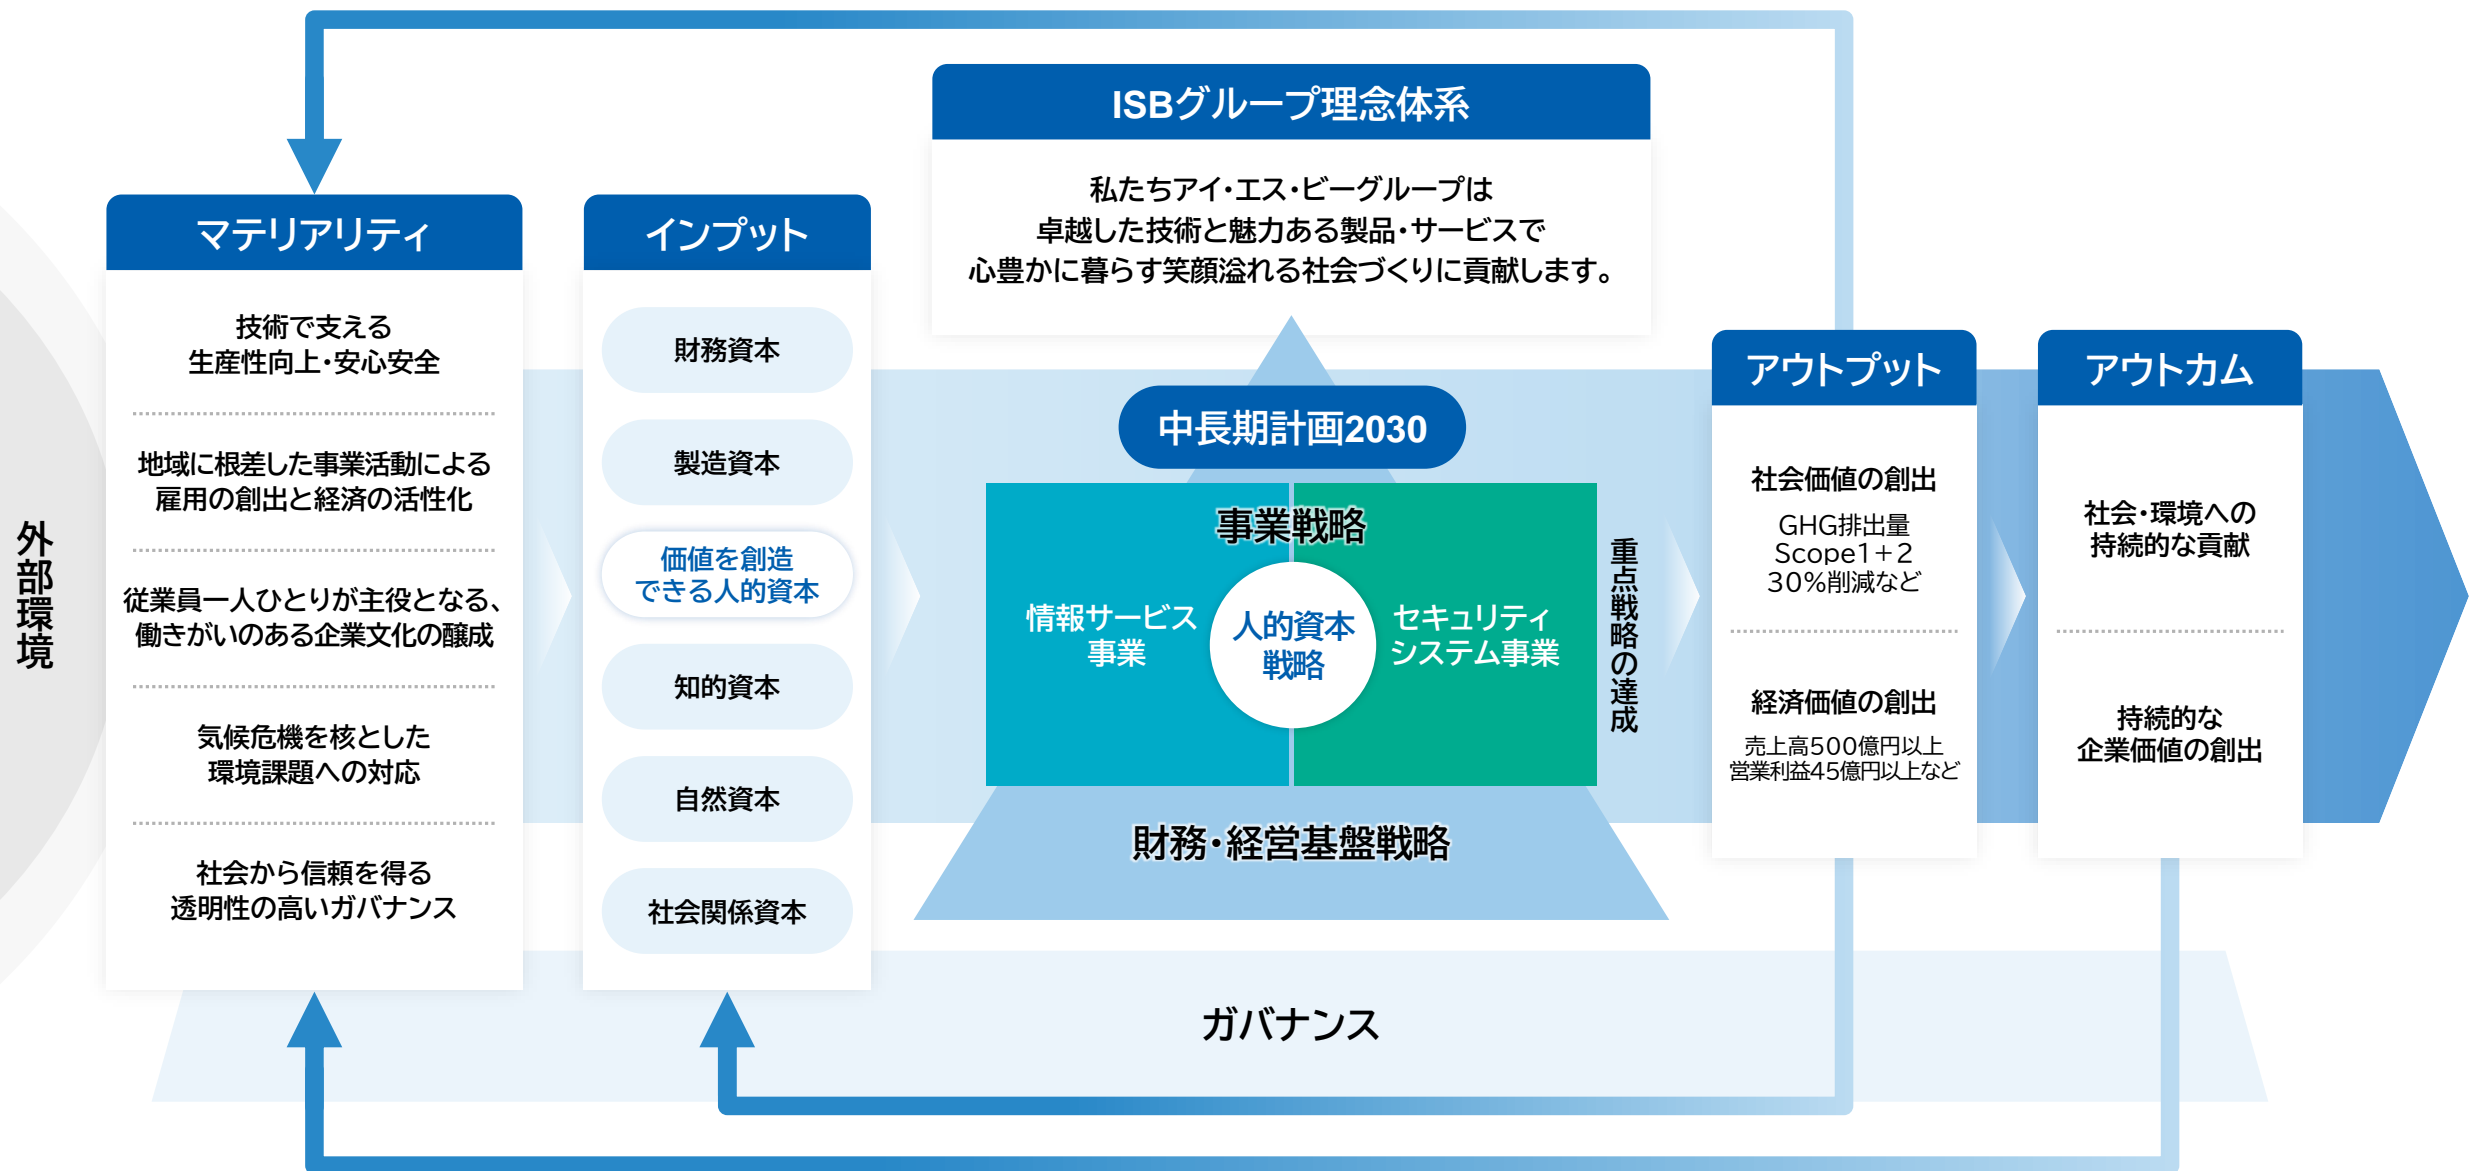 外部環境
マテリアリティ
技術で支える
生産性向上・安心安全
地域に根差した事業活動による
雇用の創出と経済の活性化
従業員一人ひとりが主役となる、
働きがいのある企業文化の醸成
気候危機を核とした
環境課題への対応
社会から信頼を得る
透明性の高いガバナンス
インプット
財務資本
製造資本
価値を創造
できる人的資本
知的資本
自然資本
社会関係資本
ISBグループ理念体系
私たちアイ・エス・ビーグループは
卓越した技術と魅力ある製品・サービスで
心豊かに暮らす笑顔溢れる社会づくりに貢献します。
中長期計画2030
事業戦略
情報サービス
事業
人的資本
戦略
セキュリティ
システム事業
財務・経営基盤戦略
重点戦略の達成
アウトプット
社会価値の創出
GHG排出量
Scope1+2
30%削減など
経済価値の創出
売上高500億円以上
営業利益45億円以上など
アウトカム
社会・環境への
持続的な貢献
持続的な
企業価値の創出
ガバナンス